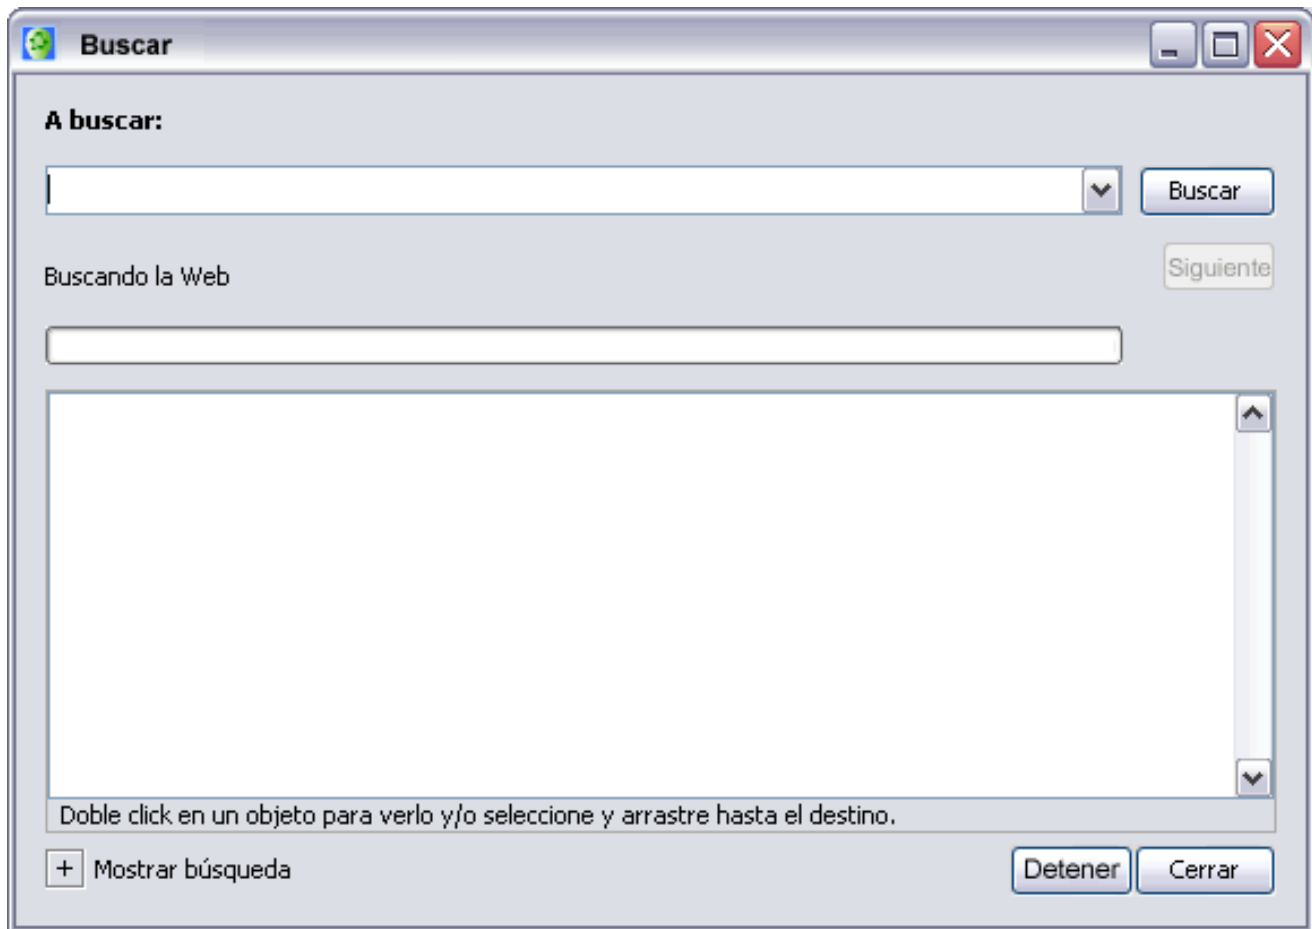 Buscar
A buscar:
Buscar
Buscando la Web
Siguiente
Doble click en un objeto para verlo y/o seleccione y arrastre hasta el destino.
+ Mostrar búsqueda
Detener Cerrar